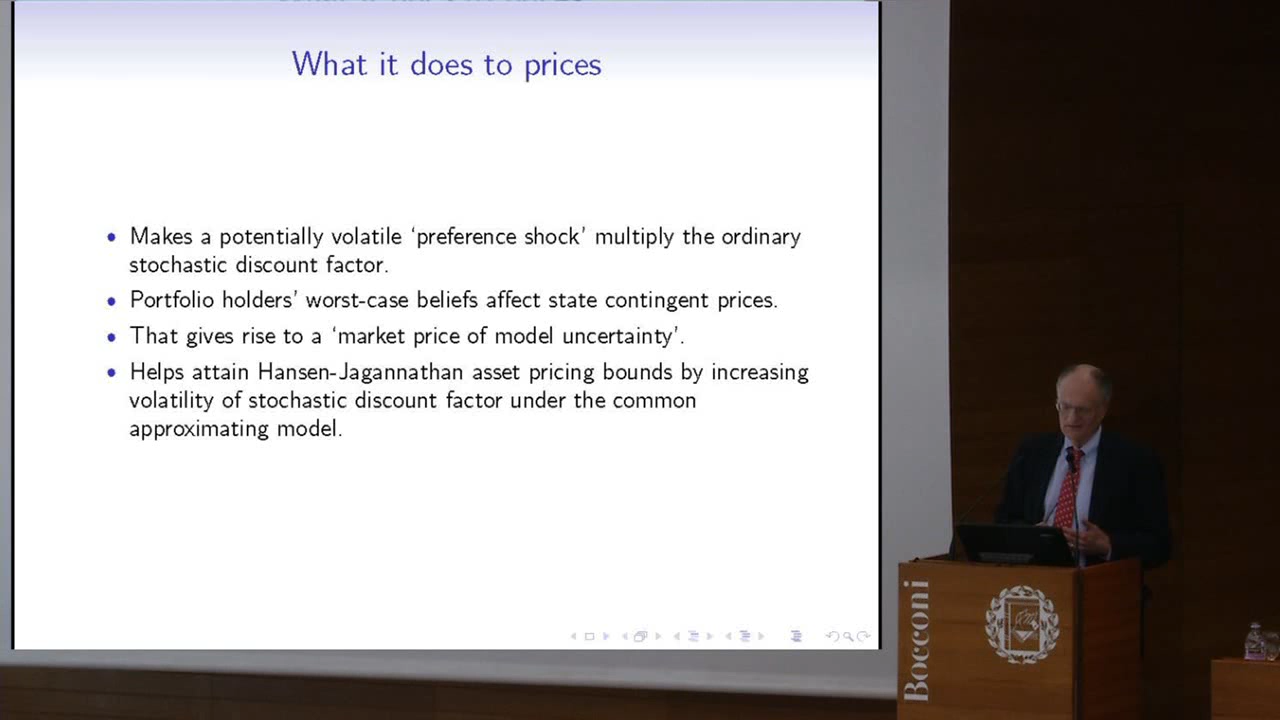 What it does to prices
• Makes a potentially volatile ‘preference shock’ multiply the ordinary
stochastic discount factor.
• Portfolio holders’ worst-case beliefs affect state contingent prices.
• That gives rise to a ‘market price of model uncertainty’.
• Helps attain Hansen-Jagannathan asset pricing bounds by increasing
volatility of stochastic discount factor under the common
approximating model.
Bocconi